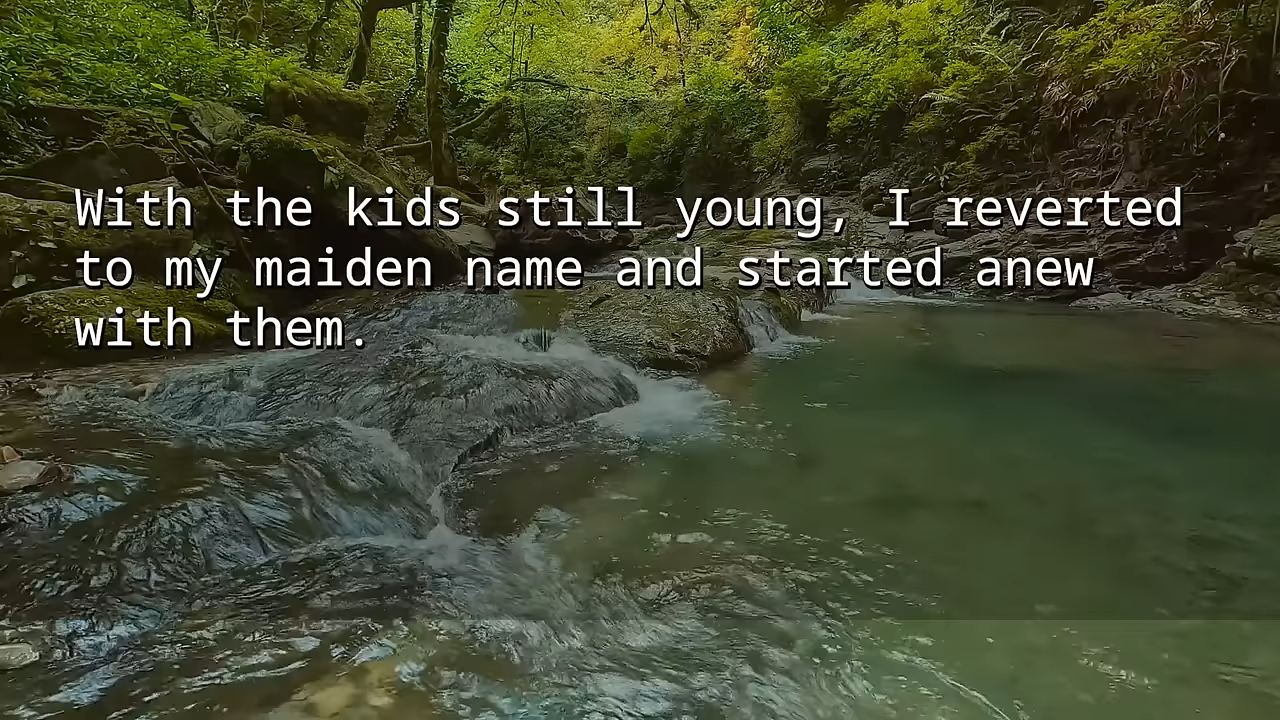 With the kids still young, I reverted
to my maiden name and started anew
with them.